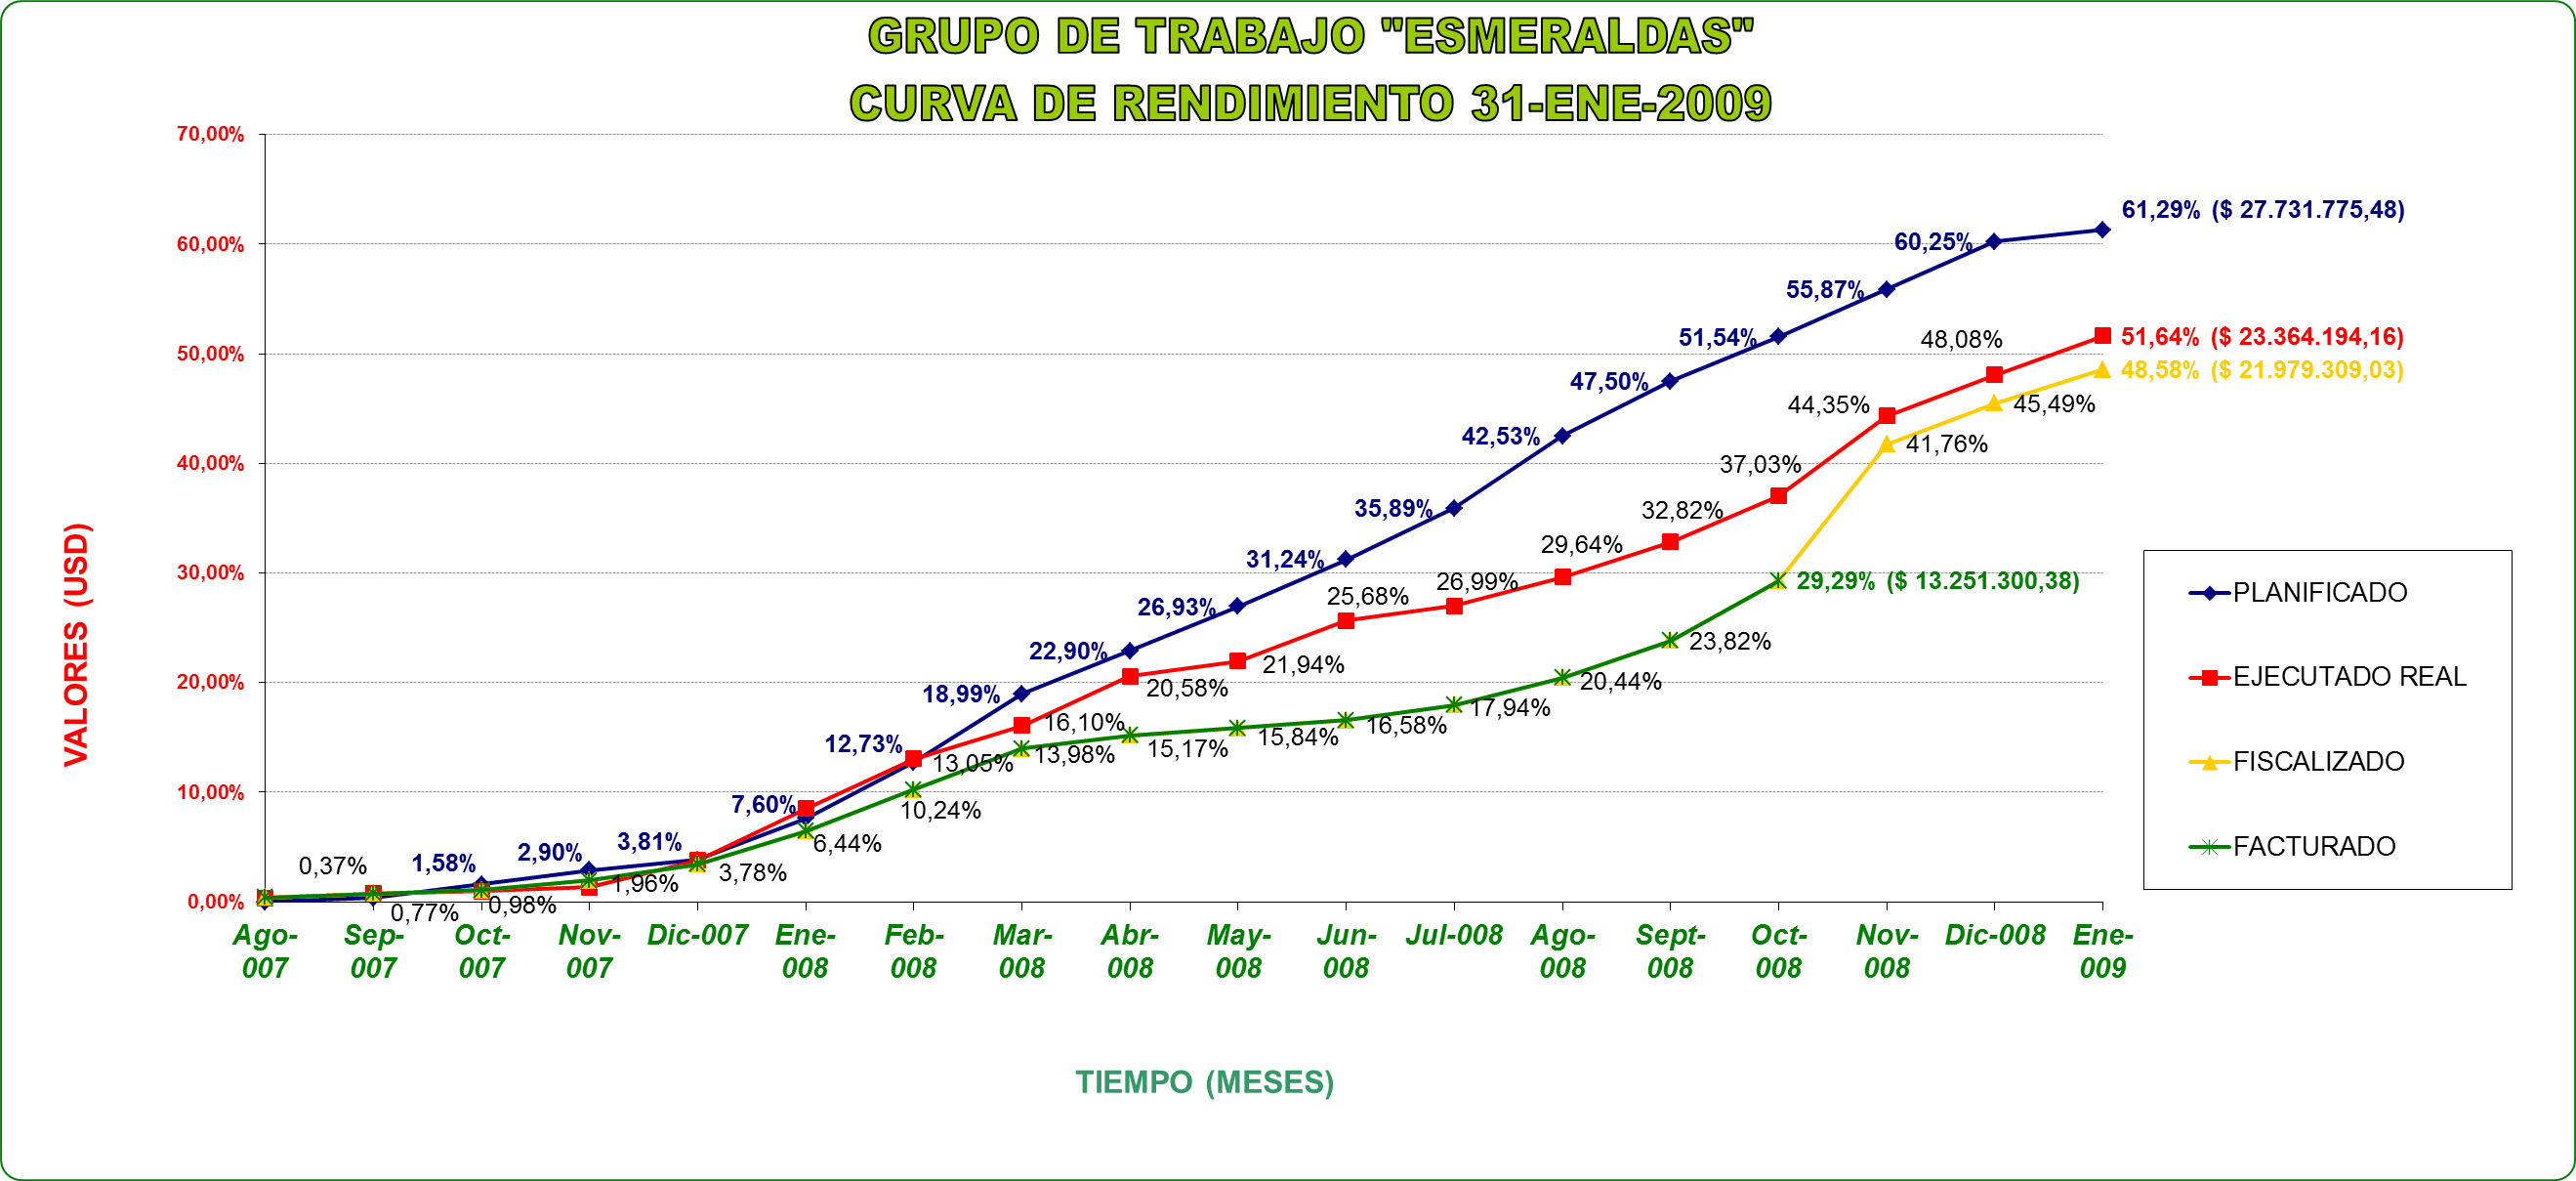 GRUPO DE TRABAJO "ESMERALDAS"
CURVA DE RENDIMIENTO 31-ENE-2009
70,00%
60,00%
50,00%
40,00%
30,00%
20,00%
10,00%
0,00%
VALORES (USD)
61,29% ($ 27.731.775,48)
60,25%
55,87%
51,54%
47,50%
42,53%
35,89%
31,24%
26,93%
22,90%
18,99%
12,73%
7,60%
3,81%
2,90%
1,58%
0,37%
51,64% ($ 23.364.194,16)
48,08%
44,35%
37,03%
32,82%
29,64%
26,99%
25,68%
21,94%
20,58%
16,10%
13,05%
48,58% ($ 21.979.309,03)
45,49%
41,76%
29,29% ($ 13.251.300,38)
23,82%
20,44%
17,94%
16,58%
15,84%
15,17%
13,98%
10,24%
6,44%
3,78%
1,96%
0,98%
0,77%
Ago-007
Sep-007
Oct-007
Nov-007
Dic-007
Ene-008
Feb-008
Mar-008
Abr-008
May-008
Jun-008
Jul-008
Ago-008
Sept-008
Oct-008
Nov-008
Dic-008
Ene-009
TIEMPO (MESES)
PLANIFICADO
EJECUTADO REAL
FISCALIZADO
FACTURADO